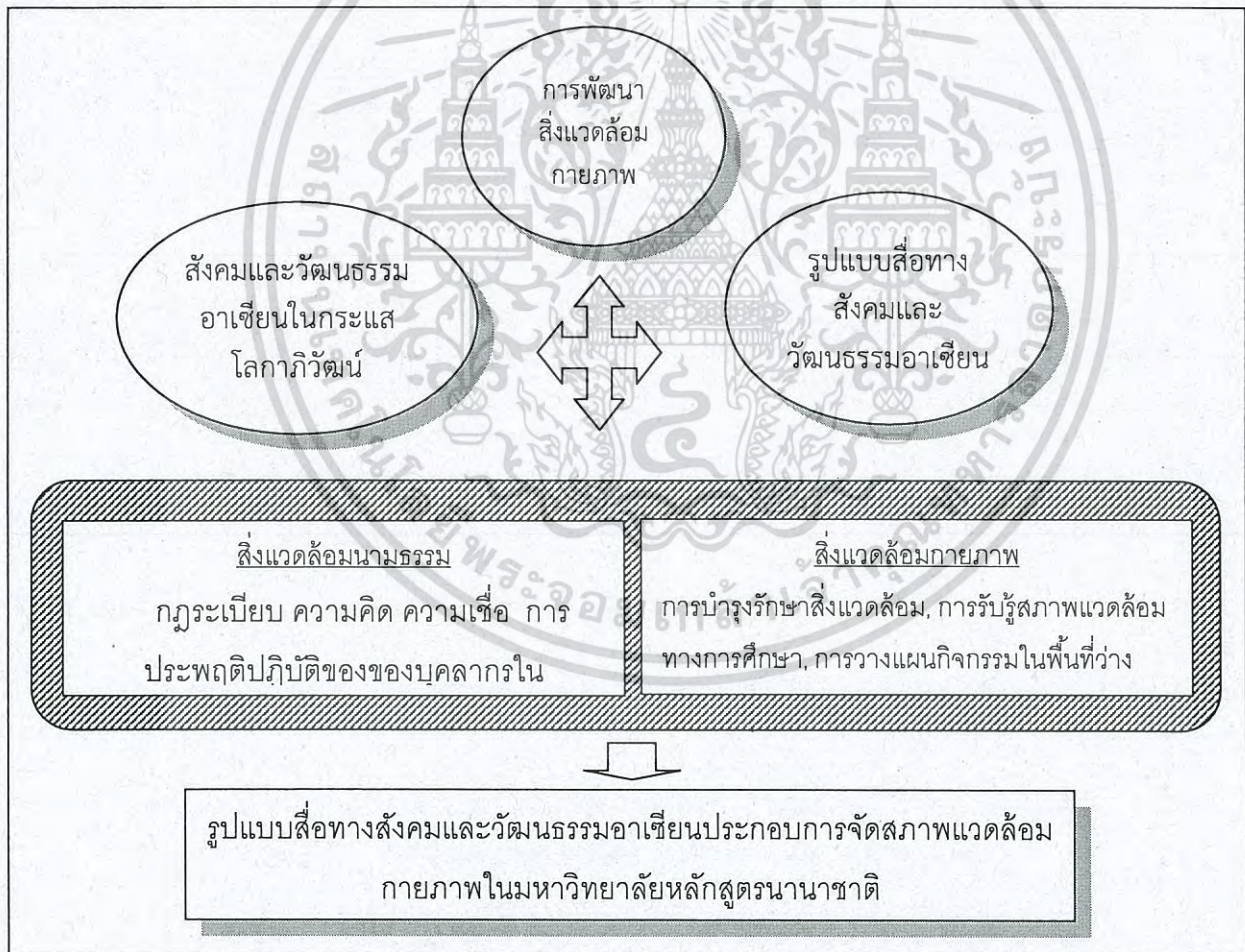 การพัฒนา
สิ่งแวดล้อม
กายภาพ
สังคมและวัฒนธรรม
อาเซียนในกระแส
โลกาภิวัฒน์
รูปแบบสื่อทาง
สังคมและ
วัฒนธรรมอาเซียน
สิ่งแวดล้อมนามธรรม
กฎระเบียบ ความคิด ความเชื่อ การ
ประพฤติปฏิบัติของของบุคลากรใน
สิ่งแวดล้อมกายภาพ
การบำรุงรักษาสิ่งแวดล้อม, การรับรู้สภาพแวดล้อม
ทางการศึกษา, การวางแผนกิจกรรมในพื้นที่ว่าง
รูปแบบสื่อทางสังคมและวัฒนธรรมอาเซียนประกอบการจัดสภาพแวดล้อม
กายภาพในมหาวิทยาลัยหลักสูตรนานาชาติ